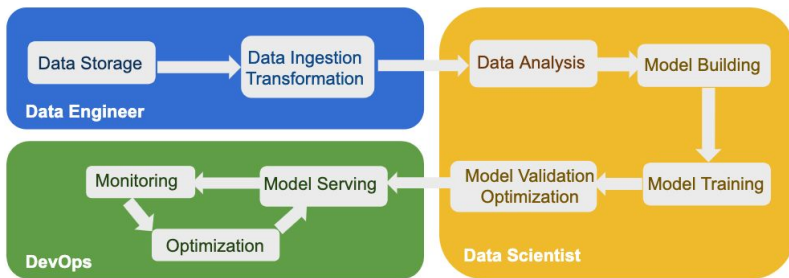 Data Storage
Data Ingestion
Transformation
Data Engineer
Data Analysis
Model Building
Model Training
Model Validation
Optimization
Data Scientist
Model Serving
Monitoring
Optimization
DevOps